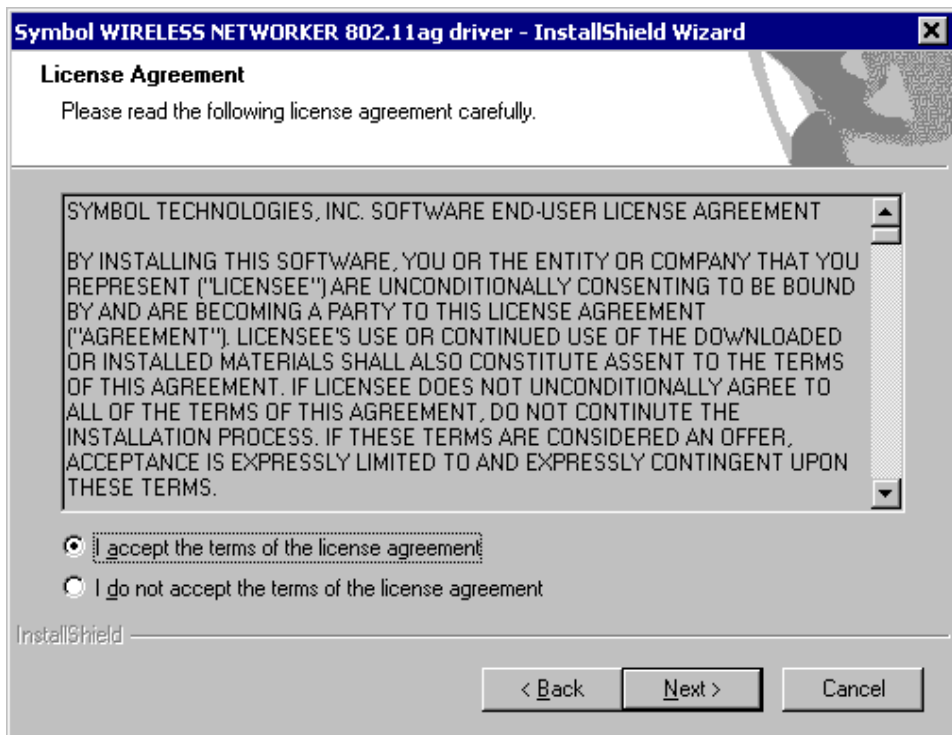 Symbol WIRELESS NETWORKER 802.11ag driver - InstallShield Wizard
License Agreement
Please read the following license agreement carefully.
SYMBOL TECHNOLOGIES, INC. SOFTWARE END-USER LICENSE AGREEMENT
BY INSTALLING THIS SOFTWARE, YOU OR THE ENTITY OR COMPANY THAT YOU
REPRESENT ("LICENSEE") ARE UNCONDITIONALLY CONSENTING TO BE BOUND
BY AND ARE BECOMING A PARTY TO THIS LICENSE AGREEMENT
("AGREEMENT"). LICENSEE'S USE OR CONTINUED USE OF THE DOWNLOADED
OR INSTALLED MATERIALS SHALL ALSO CONSTITUTE ASSENT TO THE TERMS
OF THIS AGREEMENT. IF LICENSEE DOES NOT UNCONDITIONALLY AGREE TO
ALL OF THE TERMS OF THIS AGREEMENT, DO NOT CONTINUTE THE
INSTALLATION PROCESS. IF THESE TERMS ARE CONSIDERED AN OFFER,
ACCEPTANCE IS EXPRESSLY LIMITED TO AND EXPRESSLY CONTINGENT UPON
THESE TERMS.
I accept the terms of the license agreement
I do not accept the terms of the license agreement
InstallShield
< Back Next > Cancel